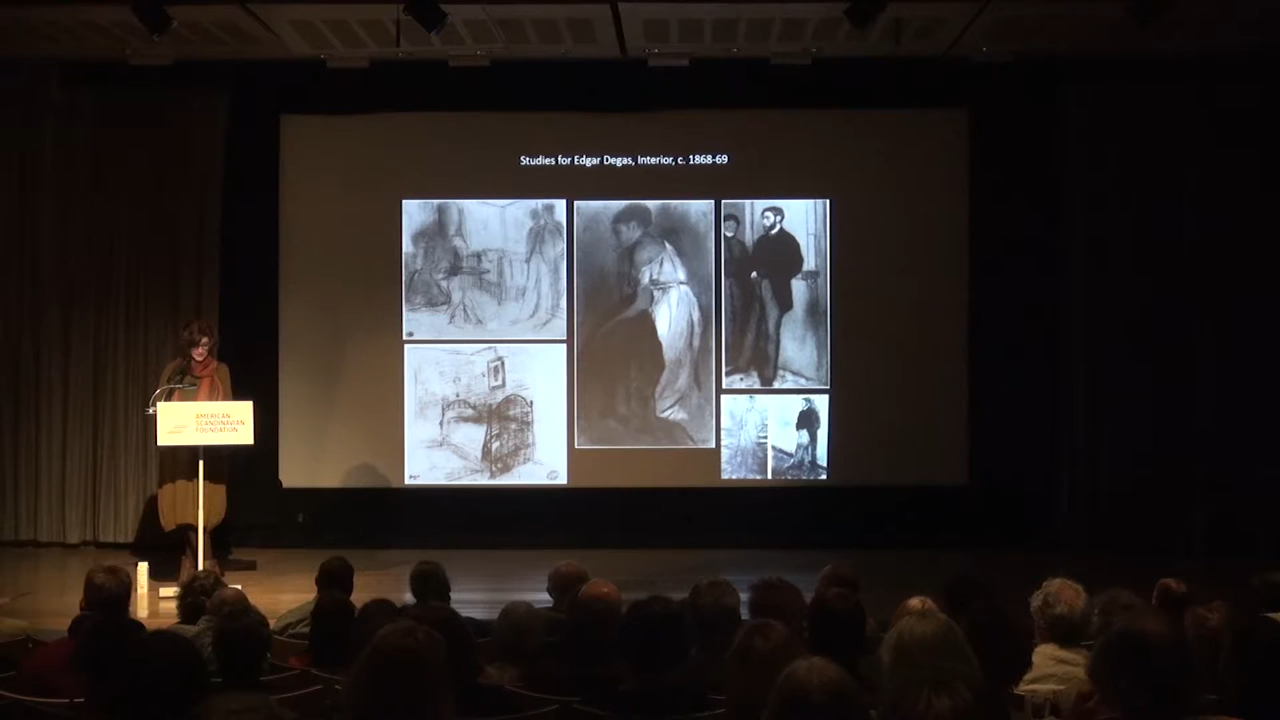 Studies for Edgar Degas, Interior, c. 1868-69
AMERICAN
SCANDINAVIAN
FOUNDATION